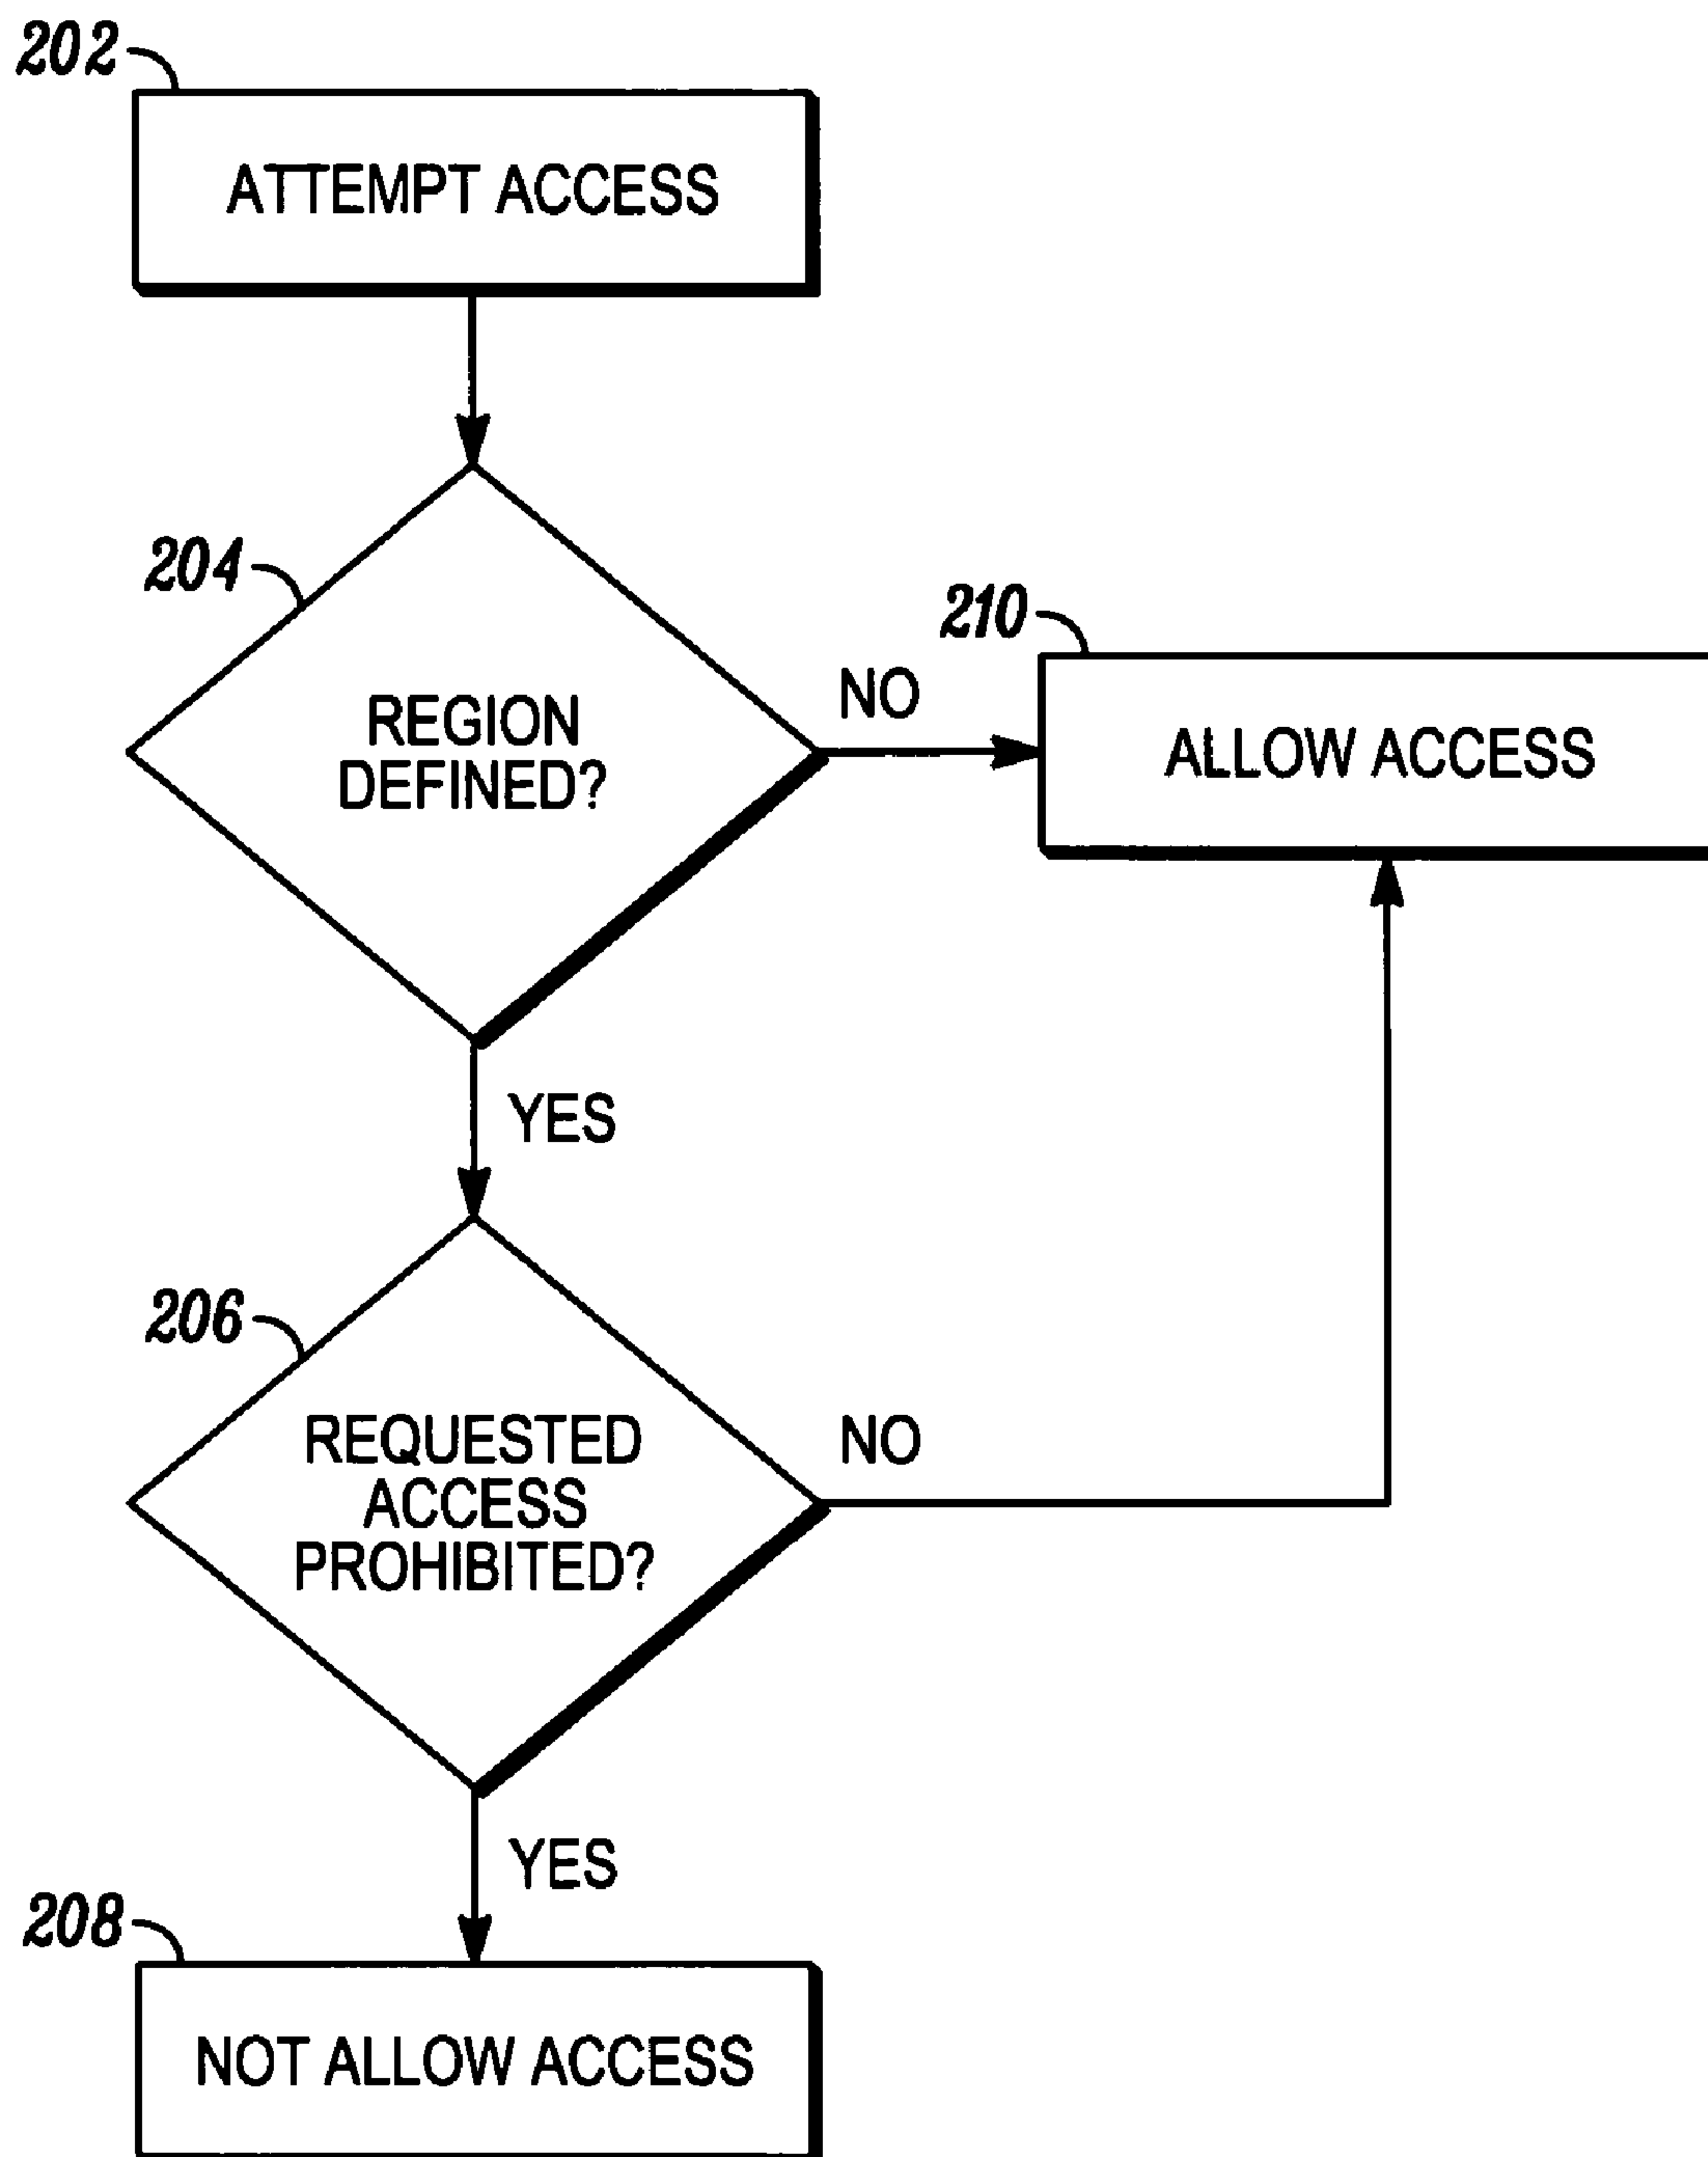 202
ATTEMPT ACCESS
204
REGION
DEFINED?
NO
210
ALLOW ACCESS
YES
206
REQUESTED
ACCESS
PROHIBITED?
NO
YES
208
NOT ALLOW ACCESS